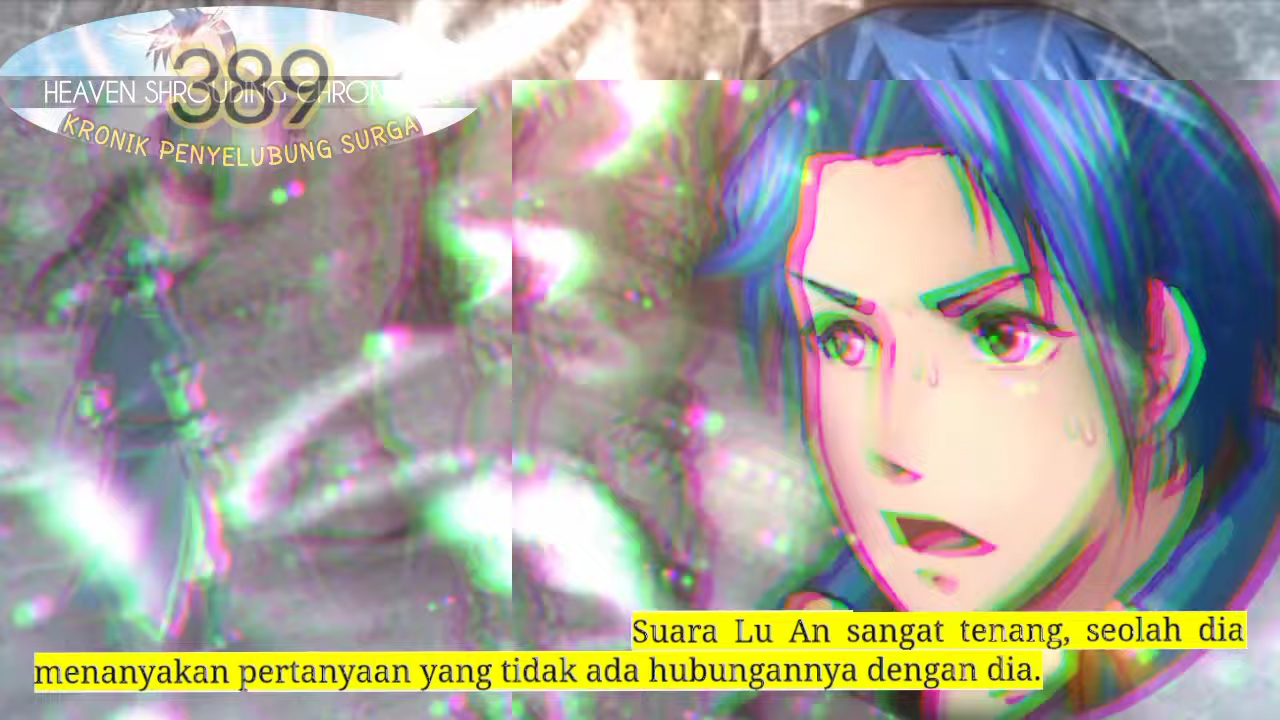 389
HEAVEN SHROUDING CHRON
KRONIK PENYELUBUNG SURGA
Suara Lu An sangat tenang, seolah dia
menanyakan pertanyaan yang tidak ada hubungannya dengan dia.